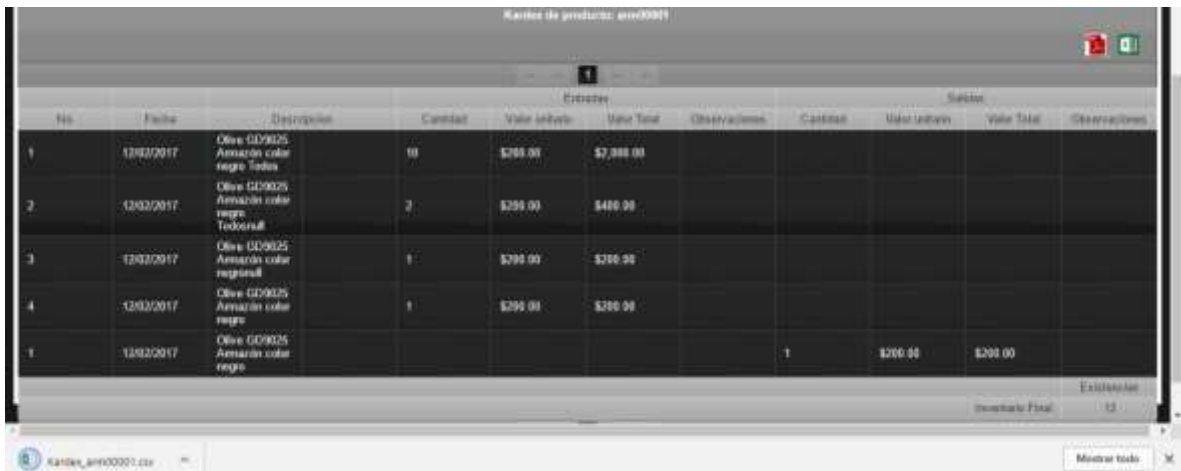 Kardex de producto: arm00001
1
Entradas Salidas
No. Fecha Descripcion Cantidad Valor unitario Valor Total Observaciones Cantidad Valor unitario Valor Total Observaciones
1 12/02/2017 Olive GD9025 Armazón color negro Todos 10 $200.00 $2,000.00
2 12/02/2017 Olive GD9025 Armazón color negro Todosnull 2 $200.00 $400.00
3 12/02/2017 Olive GD9025 Armazón color negronull 1 $200.00 $200.00
4 12/02/2017 Olive GD9025 Armazón color negro 1 $200.00 $200.00
1 12/02/2017 Olive GD9025 Armazón color negro 1 $200.00 $200.00
Existencias
Inventario Final 13
Kardex_arm00001.csv Mostrar todo